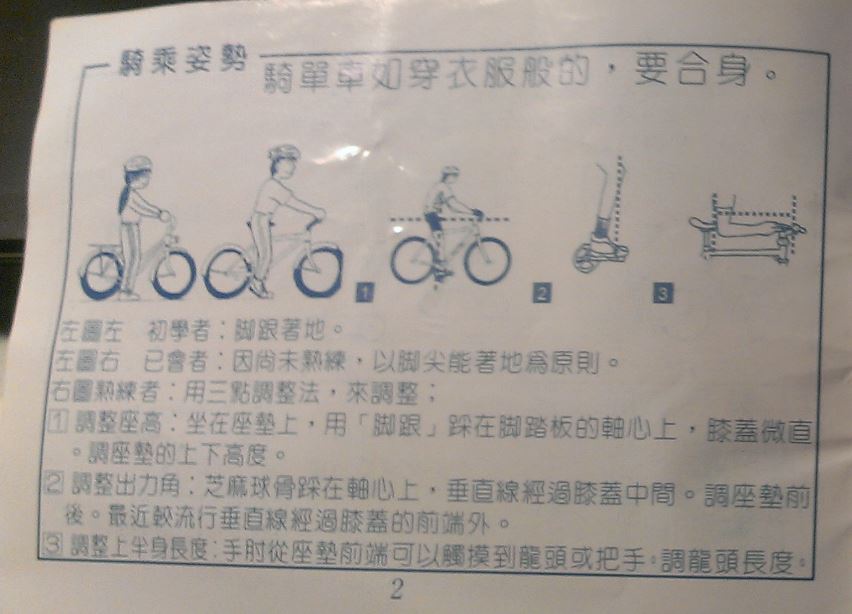 騎乘姿勢
騎單車如穿衣服般的，要合身。
1 2 3
左圖左 初學者：脚跟著地。
左圖右 已會者：因尚未熟練，以脚尖能著地為原則。
右圖熟練者：用三點調整法，來調整；
1 調整座高：坐在座墊上，用「脚跟」踩在脚踏板的軸心上，膝蓋微直
。調座墊的上下高度。
2 調整出力角：芝麻球骨踩在軸心上，垂直線經過膝蓋中間。調座墊前
後。最近較流行垂直線經過膝蓋的前端外。
3 調整上半身長度：手肘從座墊前端可以觸摸到龍頭或把手。調龍頭長度。
2